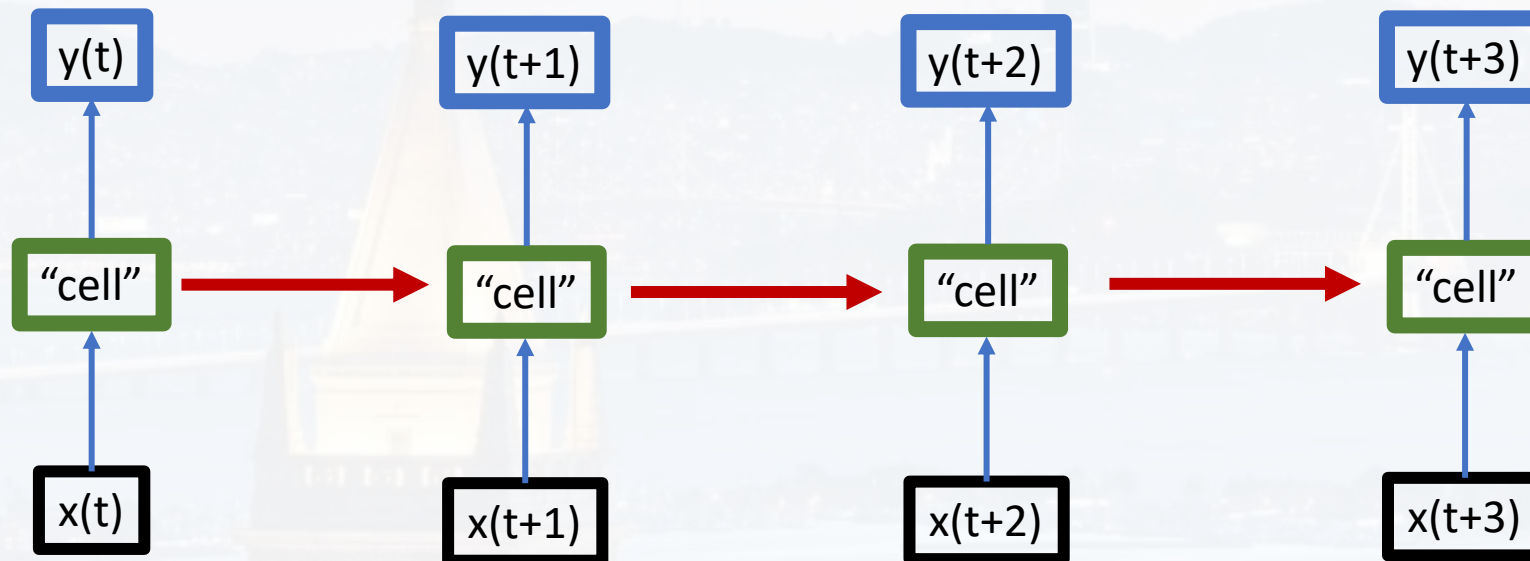 y(t)
y(t+1)
y(t+2)
y(t+3)
“cell”
“cell”
“cell”
“cell”
x(t)
x(t+1)
x(t+2)
x(t+3)